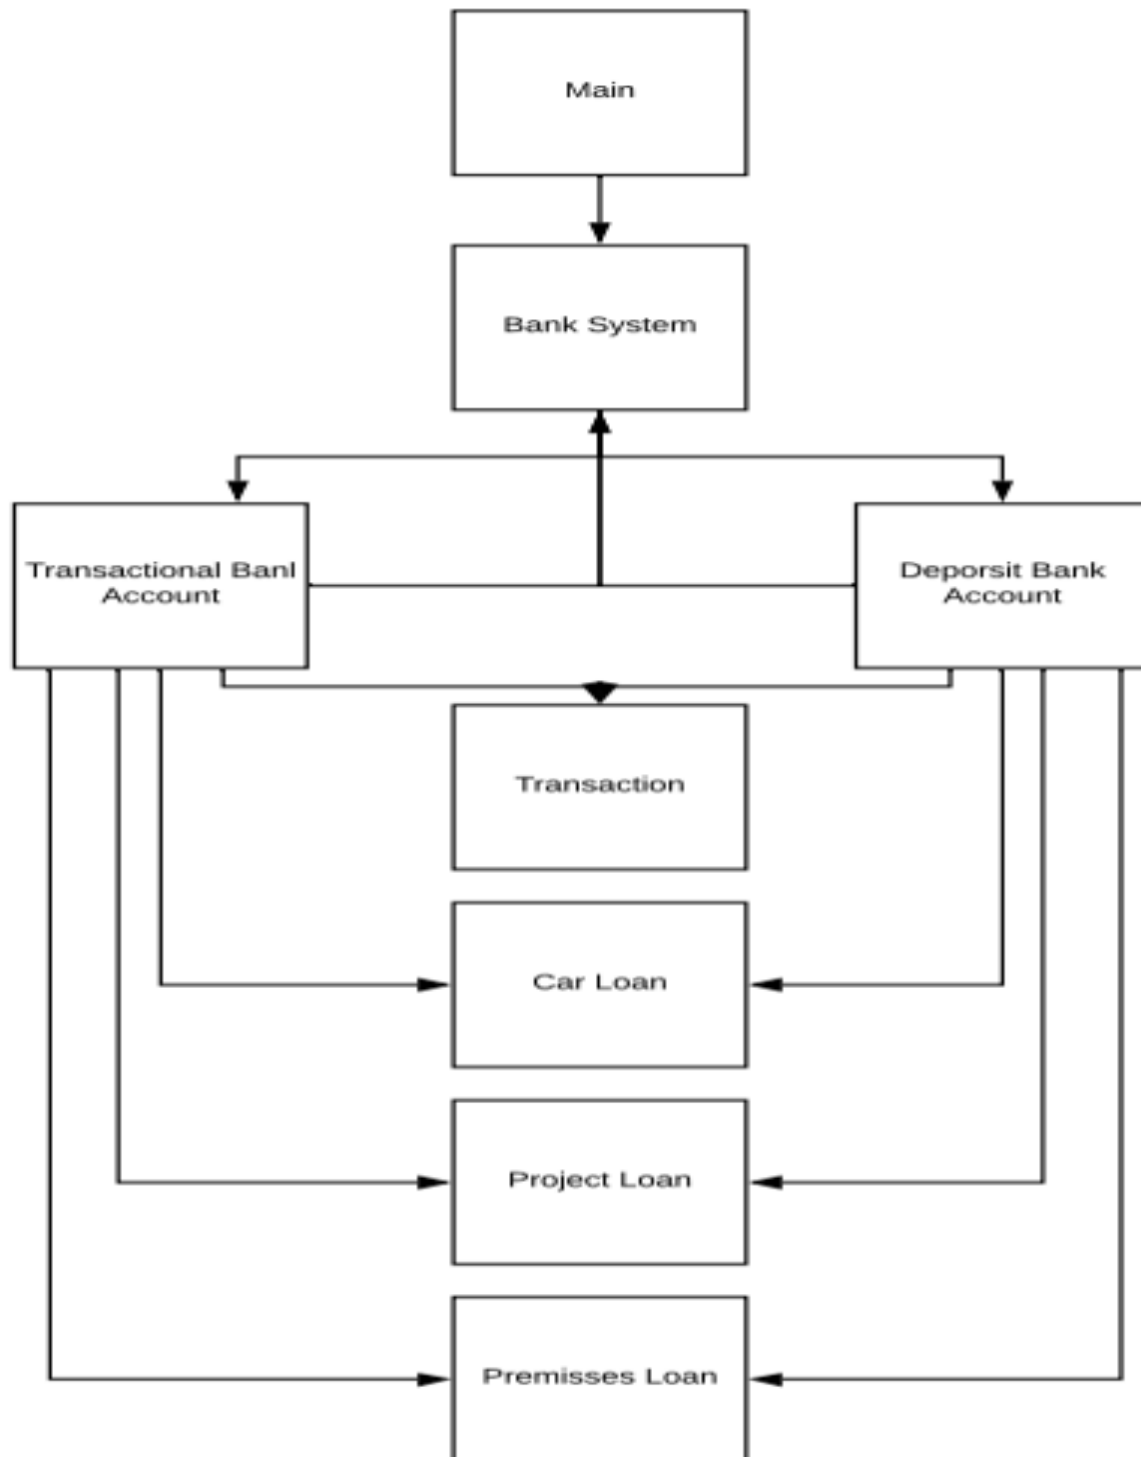 Main
Bank System
Transactional Banl
Account
Deporsit Bank
Account
Transaction
Car Loan
Project Loan
Premisses Loan